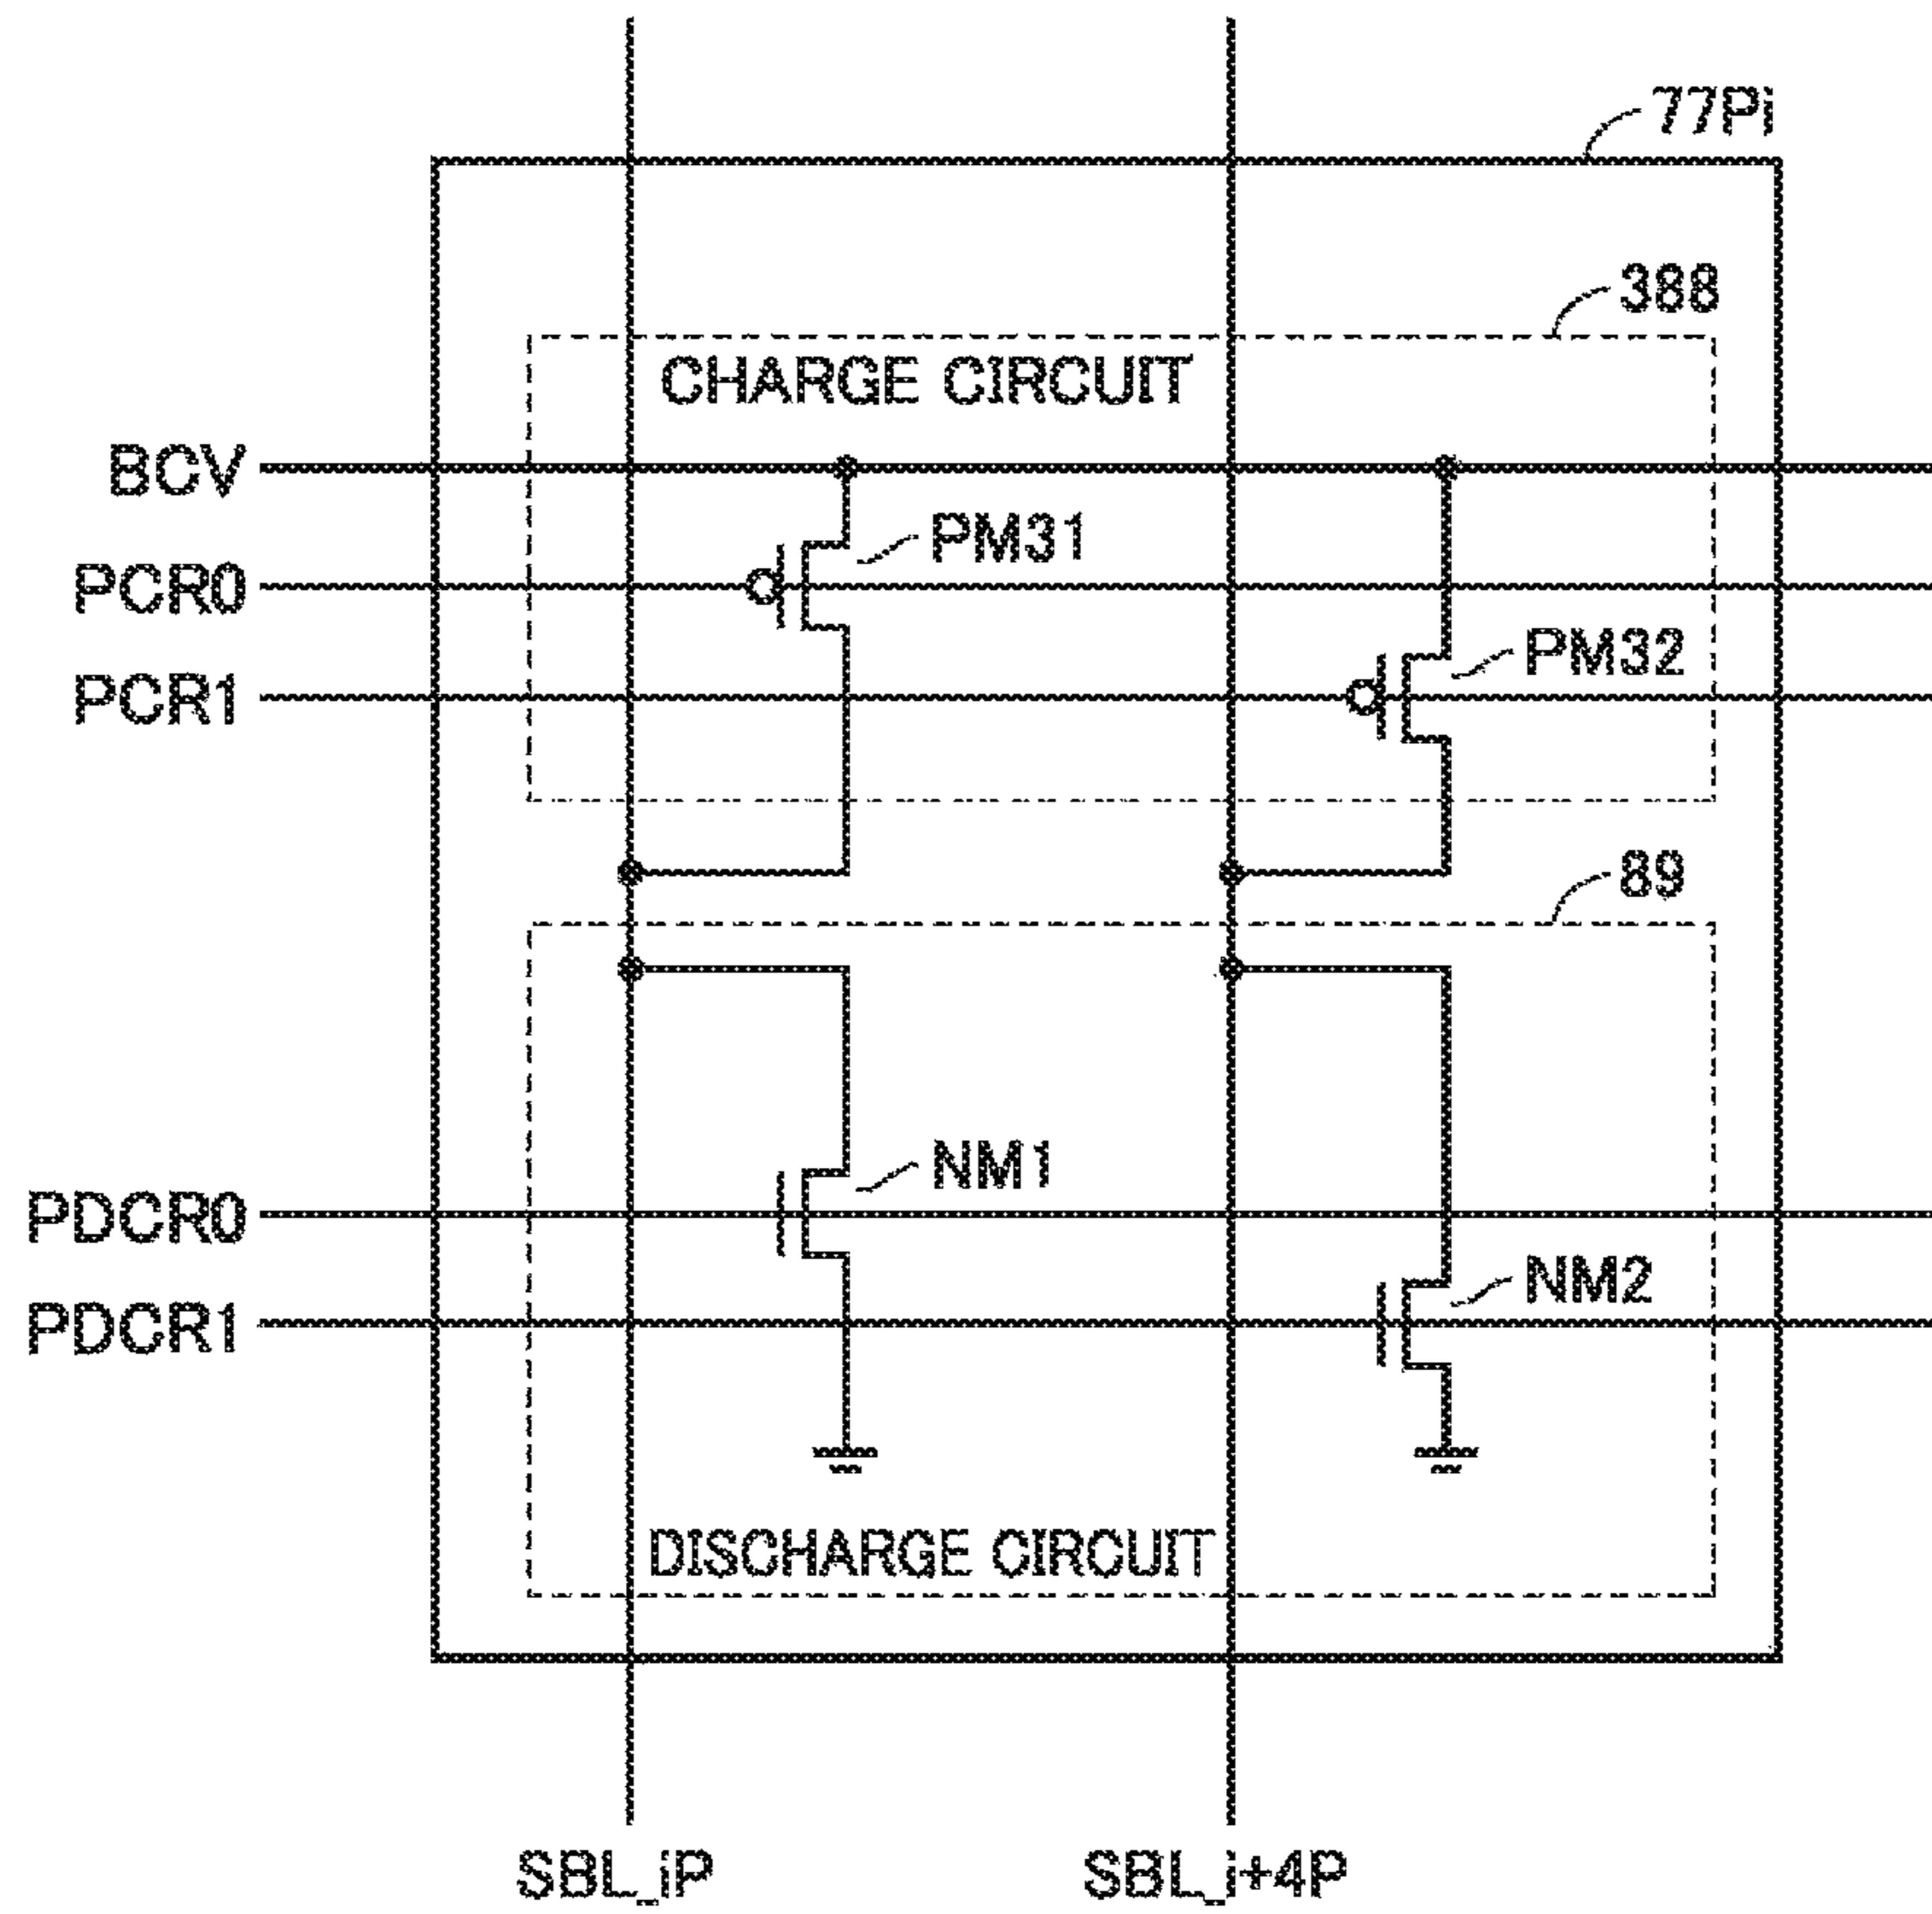 77Pi
388
CHARGE CIRCUIT
BCV
PM31
PCR0
PM32
PCR1
89
NM1
PDCR0
NM2
PDCR1
DISCHARGE CIRCUIT
SBL_iP
SBL_i+4P